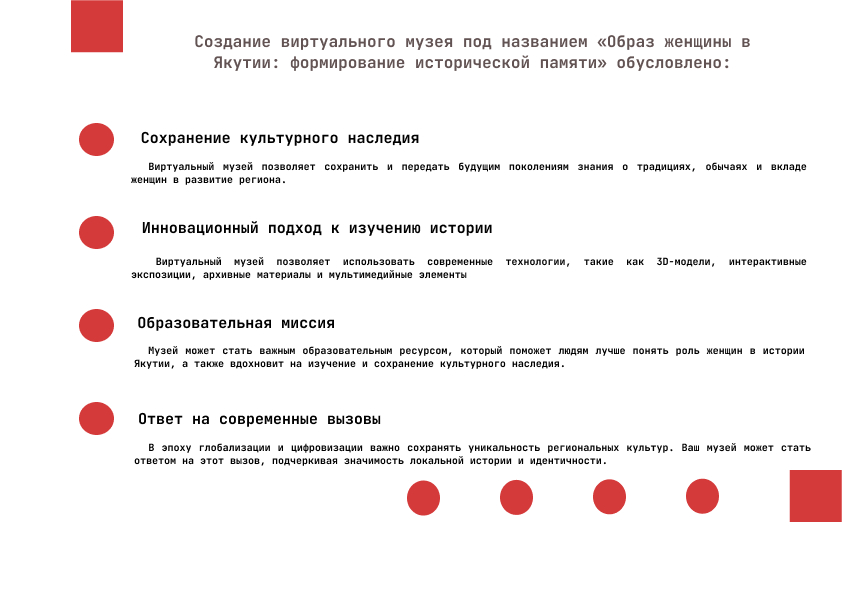 Создание виртуального музея под названием «Образ женщины в
Якутии: формирование исторической памяти» обусловлено:
Сохранение культурного наследия
Виртуальный музей позволяет сохранить и передать будущим поколениям знания о традициях, обычаях и вкладе
женщин в развитие региона.
Инновационный подход к изучению истории
Виртуальный музей позволяет использовать современные технологии, такие как 3D-модели, интерактивные
экспозиции, архивные материалы и мультимедийные элементы
Образовательная миссия
Музей может стать важным образовательным ресурсом, который поможет людям лучше понять роль женщин в истории
Якутии, а также вдохновит на изучение и сохранение культурного наследия.
Ответ на современные вызовы
В эпоху глобализации и цифровизации важно сохранять уникальность региональных культур. Ваш музей может стать
ответом на этот вызов, подчеркивая значимость локальной истории и идентичности.